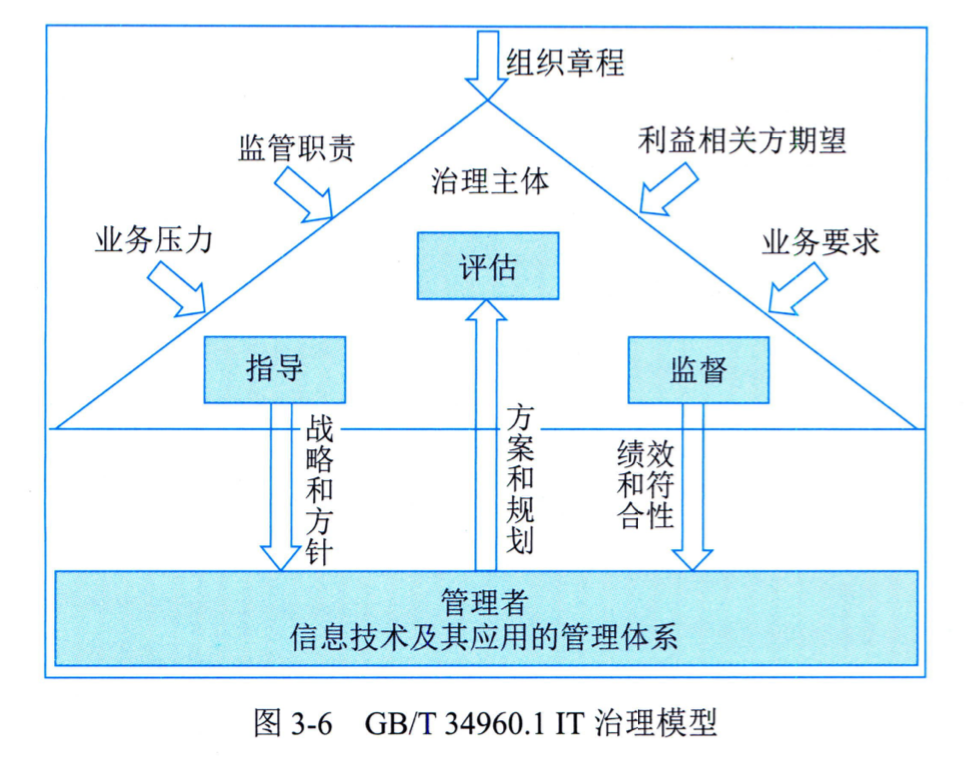 组织章程
监管职责
利益相关方期望
治理主体
业务压力
业务要求
评估
指导
监督
战略和方针
方案和规划
绩效
和符
合性
管理者
信息技术及其应用的管理体系
图 3-6 GB/T 34960.1 IT 治理模型